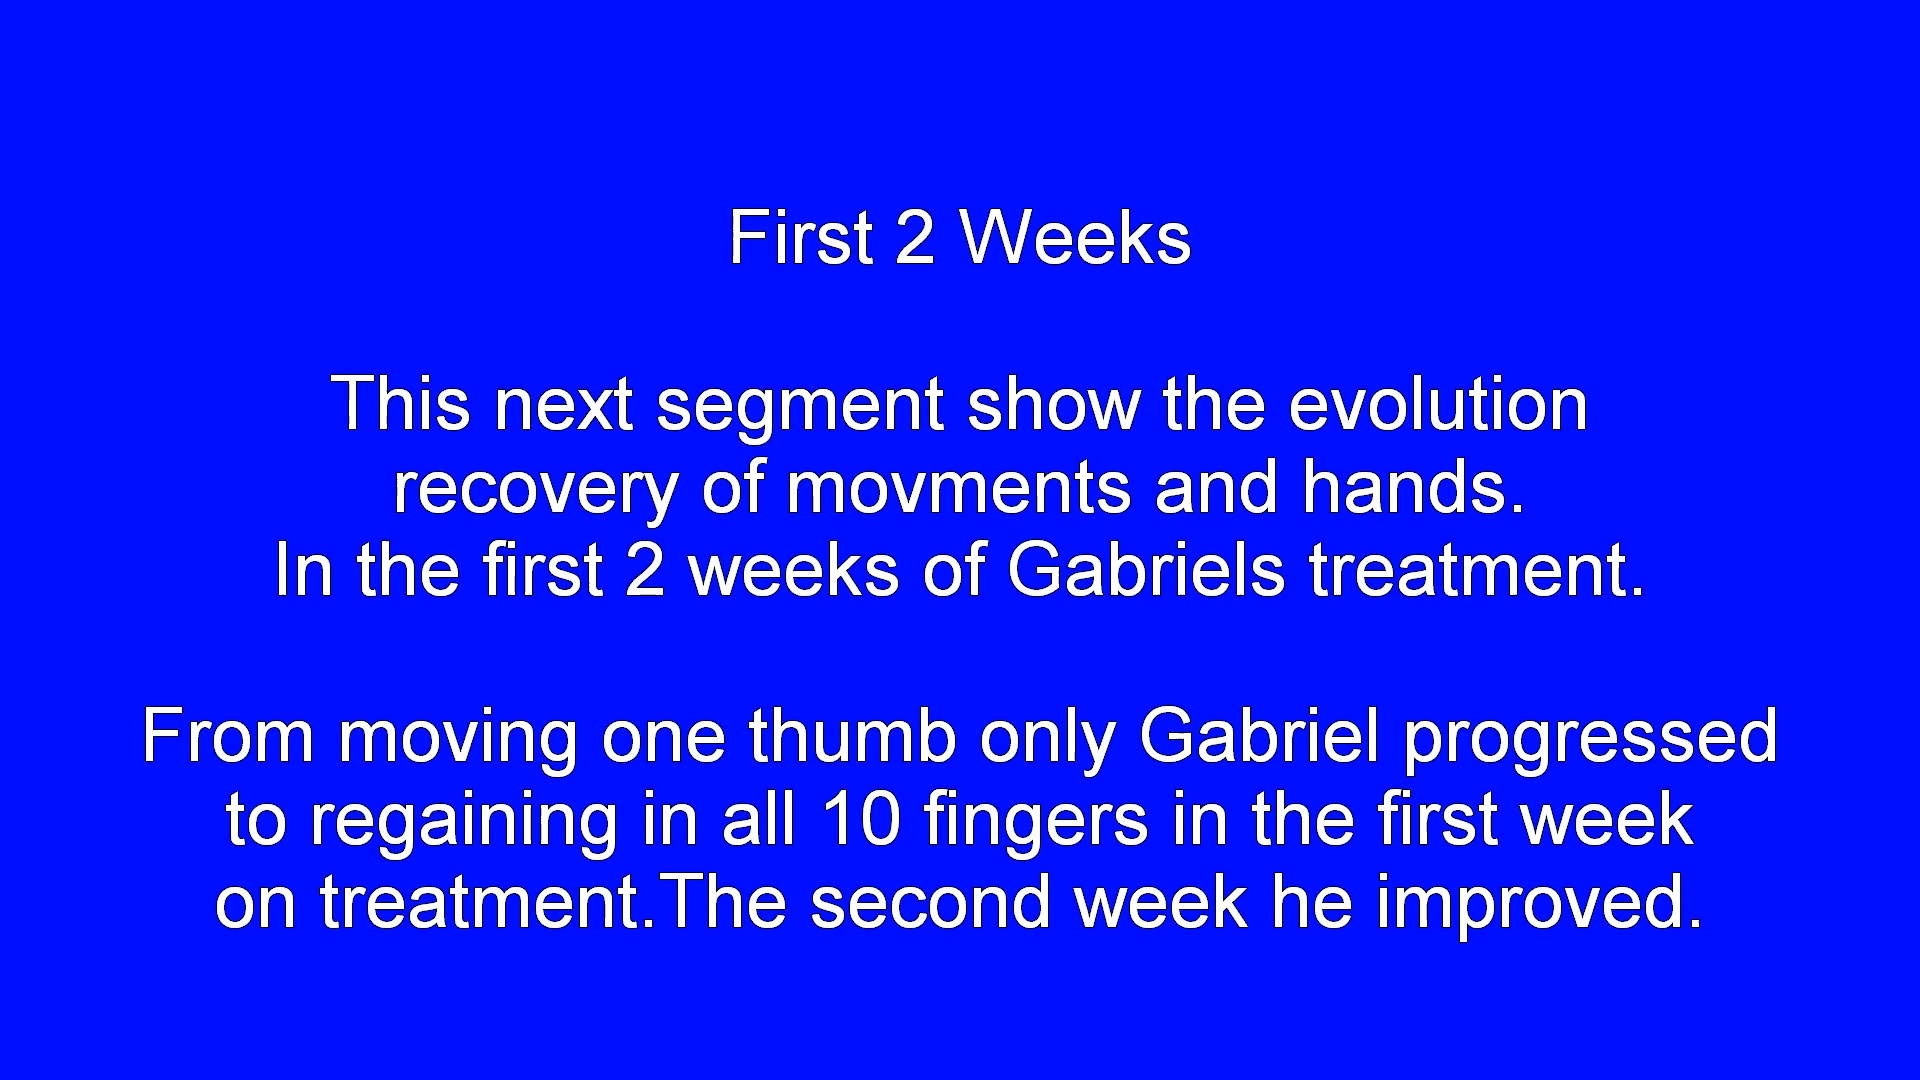 First 2 Weeks
This next segment show the evolution
recovery of movments and hands.
In the first 2 weeks of Gabriels treatment.
From moving one thumb only Gabriel progressed
to regaining in all 10 fingers in the first week
on treatment.The second week he improved.